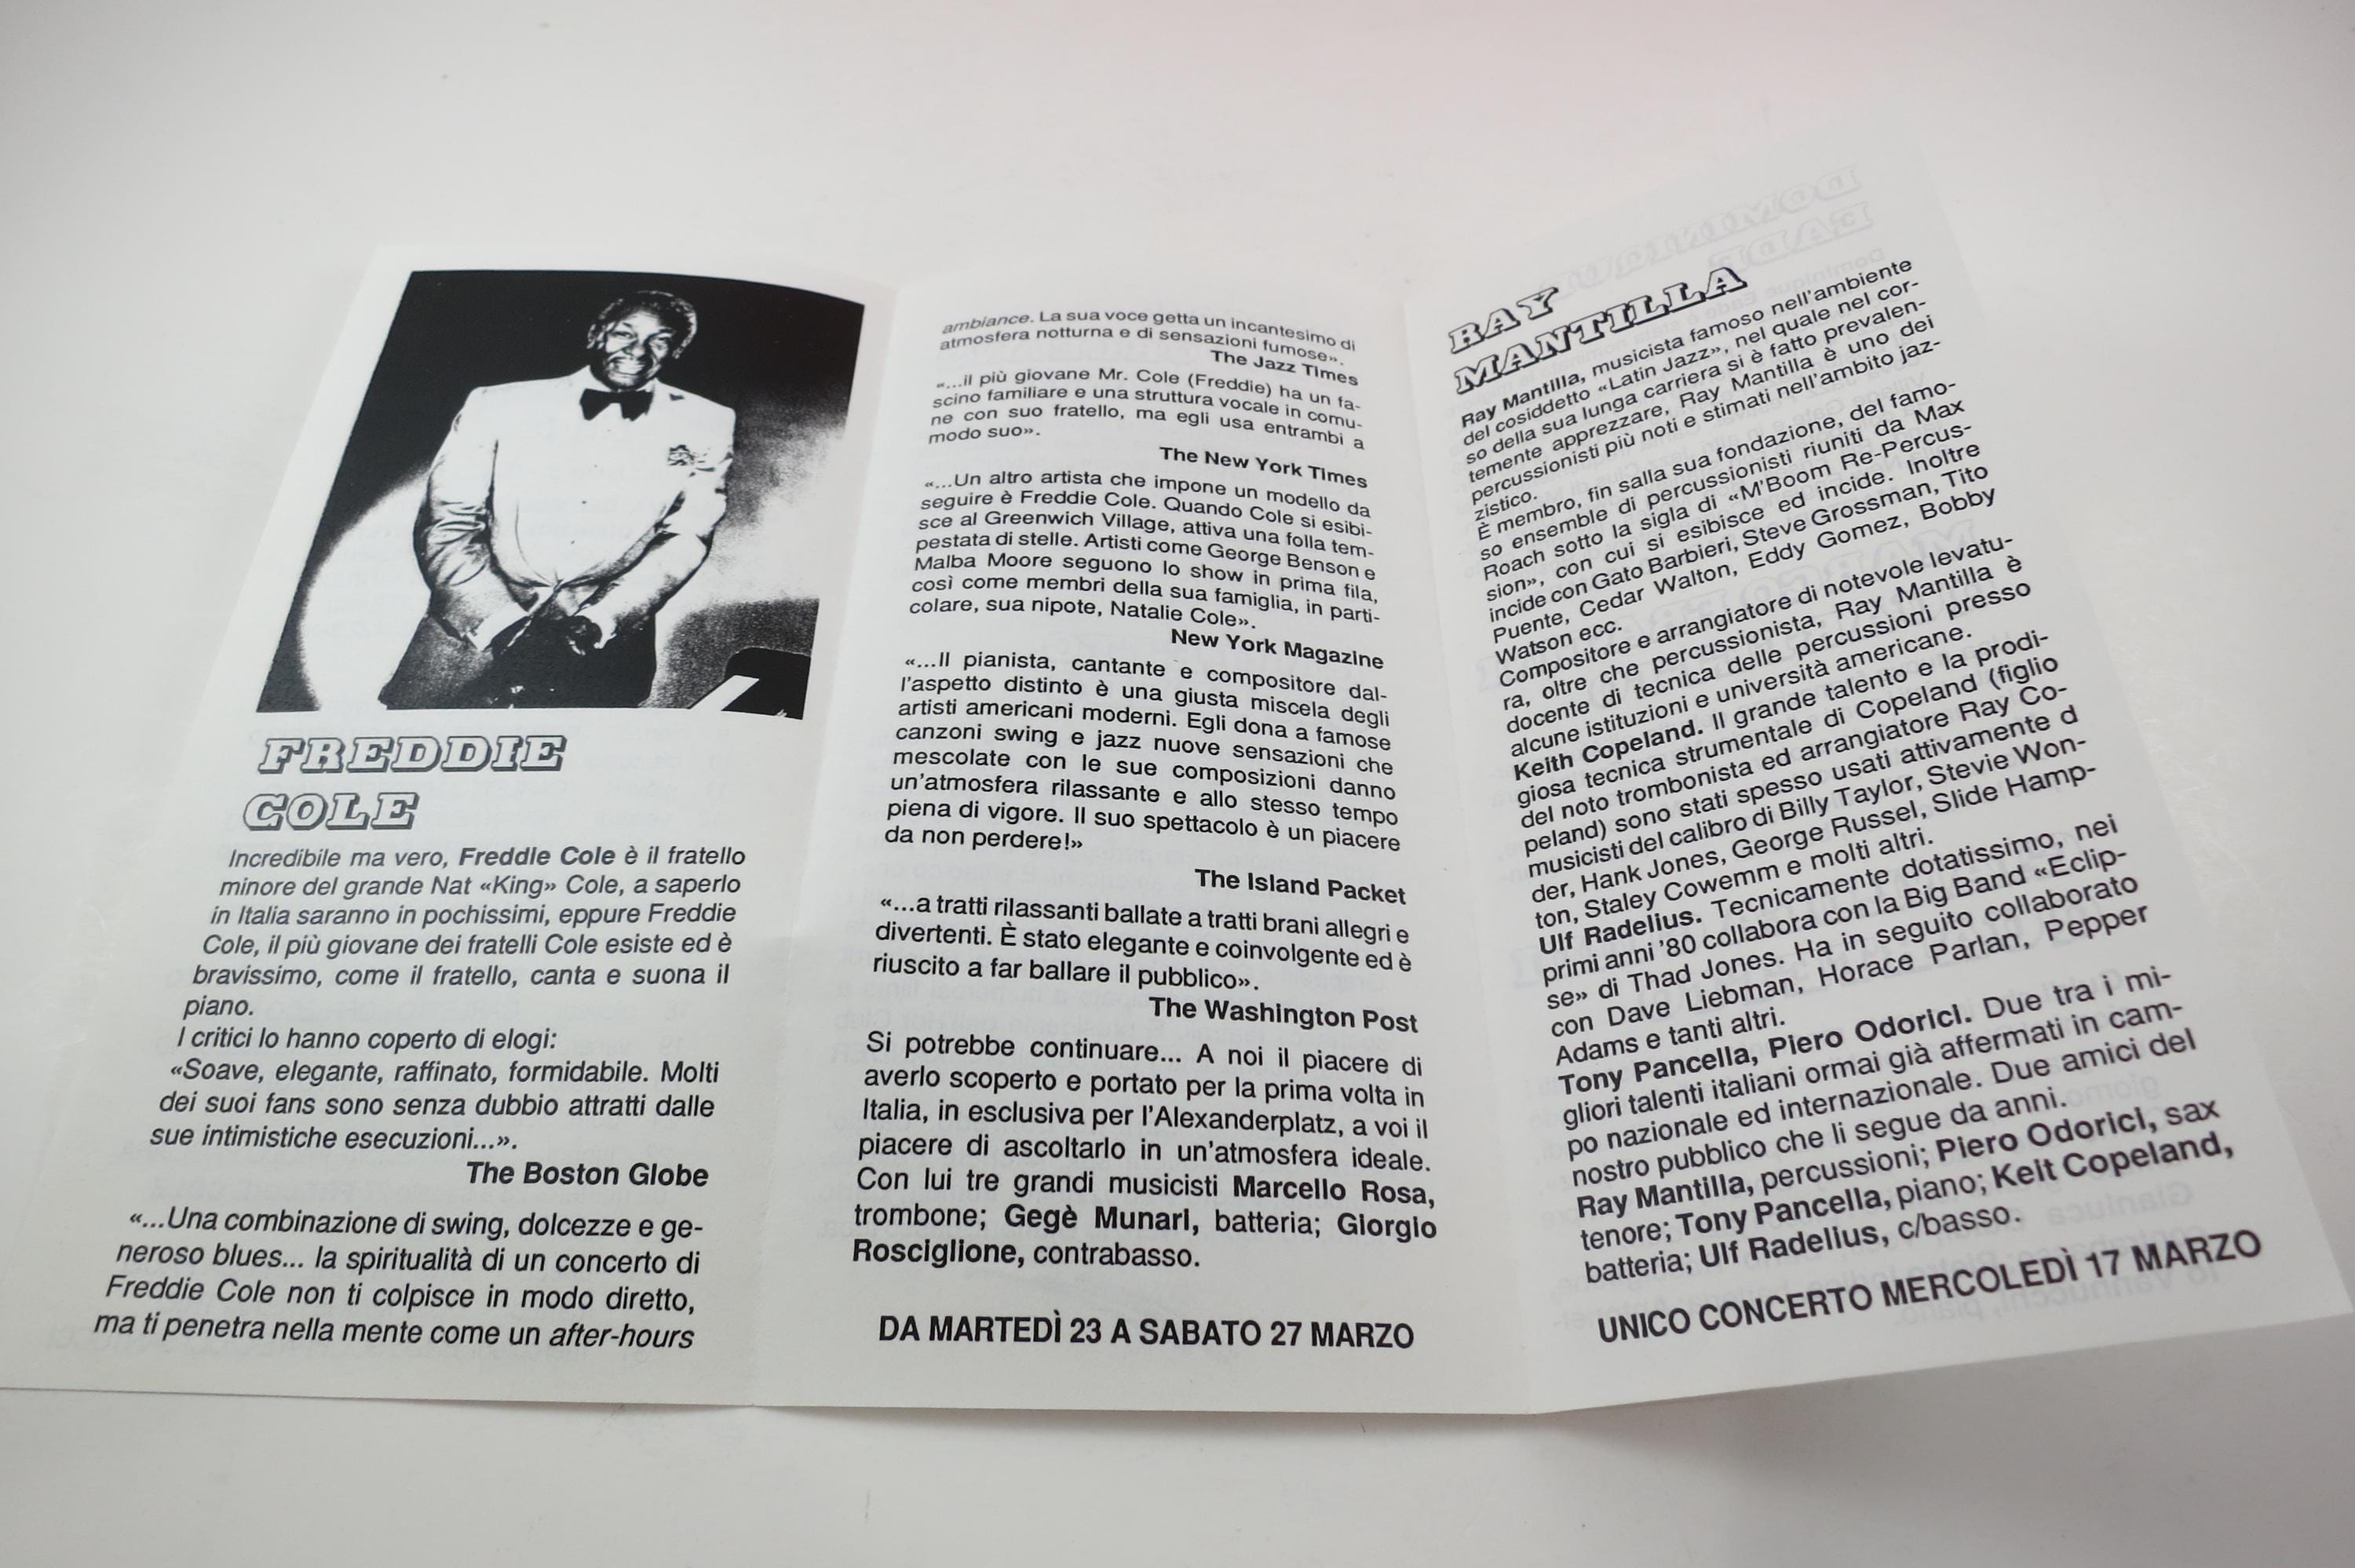 FREDDIE
COLE
Incredibile ma vero, Freddie Cole è il fratello
minore del grande Nat «King» Cole, a saperlo
in Italia saranno in pochissimi, eppure Freddie
Cole, il più giovane dei fratelli Cole esiste ed è
bravissimo, come il fratello, canta e suona il
piano.
I critici lo hanno coperto di elogi:
«Soave, elegante, raffinato, formidabile. Molti
dei suoi fans sono senza dubbio attratti dalle
sue intimistiche esecuzioni...».
The Boston Globe
«...Una combinazione di swing, dolcezze e ge-
neroso blues... la spiritualità di un concerto di
Freddie Cole non ti colpisce in modo diretto,
ma ti penetra nella mente come un after-hours
ambiance. La sua voce getta un incantesimo di
atmosfera notturna e di sensazioni fumose».
The Jazz Times
«...il più giovane Mr. Cole (Freddie) ha un fa-
scino familiare e una struttura vocale in comu-
ne con suo fratello, ma egli usa entrambi a
modo suo».
The New York Times
«...Un altro artista che impone un modello da
seguire è Freddie Cole. Quando Cole si esibi-
sce al Greenwich Village, attiva una folla tem-
pestata di stelle. Artisti come George Benson e
Malba Moore seguono lo show in prima fila,
così come membri della sua famiglia, in parti-
colare, sua nipote, Natalie Cole».
New York Magazine
«...Il pianista, cantante e compositore dal-
l'aspetto distinto è una giusta miscela degli
artisti americani moderni. Egli dona a famose
canzoni swing e jazz nuove sensazioni che
mescolate con le sue composizioni danno
un'atmosfera rilassante e allo stesso tempo
piena di vigore. Il suo spettacolo è un piacere
da non perdere!»
The Island Packet
«...a tratti rilassanti ballate a tratti brani allegri e
divertenti. È stato elegante e coinvolgente ed è
riuscito a far ballare il pubblico».
The Washington Post
Si potrebbe continuare... A noi il piacere di
averlo scoperto e portato per la prima volta in
Italia, in esclusiva per l'Alexanderplatz, a voi il
piacere di ascoltarlo in un'atmosfera ideale.
Con lui tre grandi musicisti Marcello Rosa,
trombone; Gegè Munari, batteria; Giorgio
Rosciglione, contrabasso.
DA MARTEDÌ 23 A SABATO 27 MARZO
RAY
MANTILLA
Ray Mantilla, musicista famoso nell'ambiente
del cosiddetto «Latin Jazz», nel quale nel cor-
so della sua lunga carriera si è fatto prevalen-
temente apprezzare, Ray Mantilla è uno dei
percussionisti più noti e stimati nell'ambito jaz-
zistico.
È membro, fin salla sua fondazione, del famo-
so ensemble di percussionisti riuniti da Max
Roach sotto la sigla di «M'Boom Re-Percus-
sion», con cui si esibisce ed incide. Inoltre
incide con Gato Barbieri, Steve Grossman, Tito
Puente, Cedar Walton, Eddy Gomez, Bobby
Watson ecc.
Compositore e arrangiatore di notevole levatu-
ra, oltre che percussionista, Ray Mantilla è
docente di tecnica delle percussioni presso
alcune istituzioni e università americane.
Keith Copeland. Il grande talento e la prodi-
giosa tecnica strumentale di Copeland (figlio
del noto trombonista ed arrangiatore Ray Co-
peland) sono stati spesso usati attivamente d
musicisti del calibro di Billy Taylor, Stevie Won-
der, Hank Jones, George Russel, Slide Hamp-
ton, Staley Cowemm e molti altri.
Ulf Radelius. Tecnicamente dotatissimo, nei
primi anni '80 collabora con la Big Band «Eclip-
se» di Thad Jones. Ha in seguito collaborato
con Dave Liebman, Horace Parlan, Pepper
Adams e tanti altri.
Tony Pancella, Piero Odorici. Due tra i mi-
gliori talenti italiani ormai già affermati in cam-
po nazionale ed internazionale. Due amici del
nostro pubblico che li segue da anni.
Ray Mantilla, percussioni; Piero Odorici, sax
tenore; Tony Pancella, piano; Keit Copeland,
batteria; Ulf Radelius, c/basso.
UNICO CONCERTO MERCOLEDÌ 17 MARZO